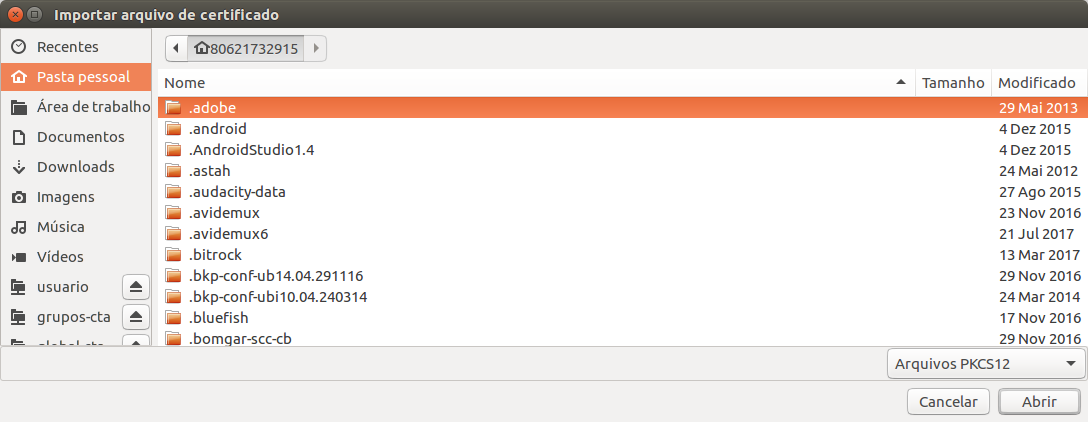 Importar arquivo de certificado
Recentes
Pasta pessoal
Área de trabalho
Documentos
Downloads
Imagens
Música
Vídeos
usuario
grupos-cta
80621732915
Nome Tamanho Modificado
.adobe 29 Mai 2013
.android 4 Dez 2015
.AndroidStudio1.4 4 Dez 2015
.astah 24 Mai 2012
.audacity-data 27 Ago 2015
.avidemux 23 Nov 2016
.avidemux6 21 Jul 2017
.bitrock 13 Mar 2017
.bkp-conf-ub14.04.291116 29 Nov 2016
.bkp-conf-ubi10.04.240314 24 Mar 2014
.bluefish 17 Nov 2016
.bomgar-scc-cb 29 Nov 2016
Arquivos PKCS12
Cancelar Abrir